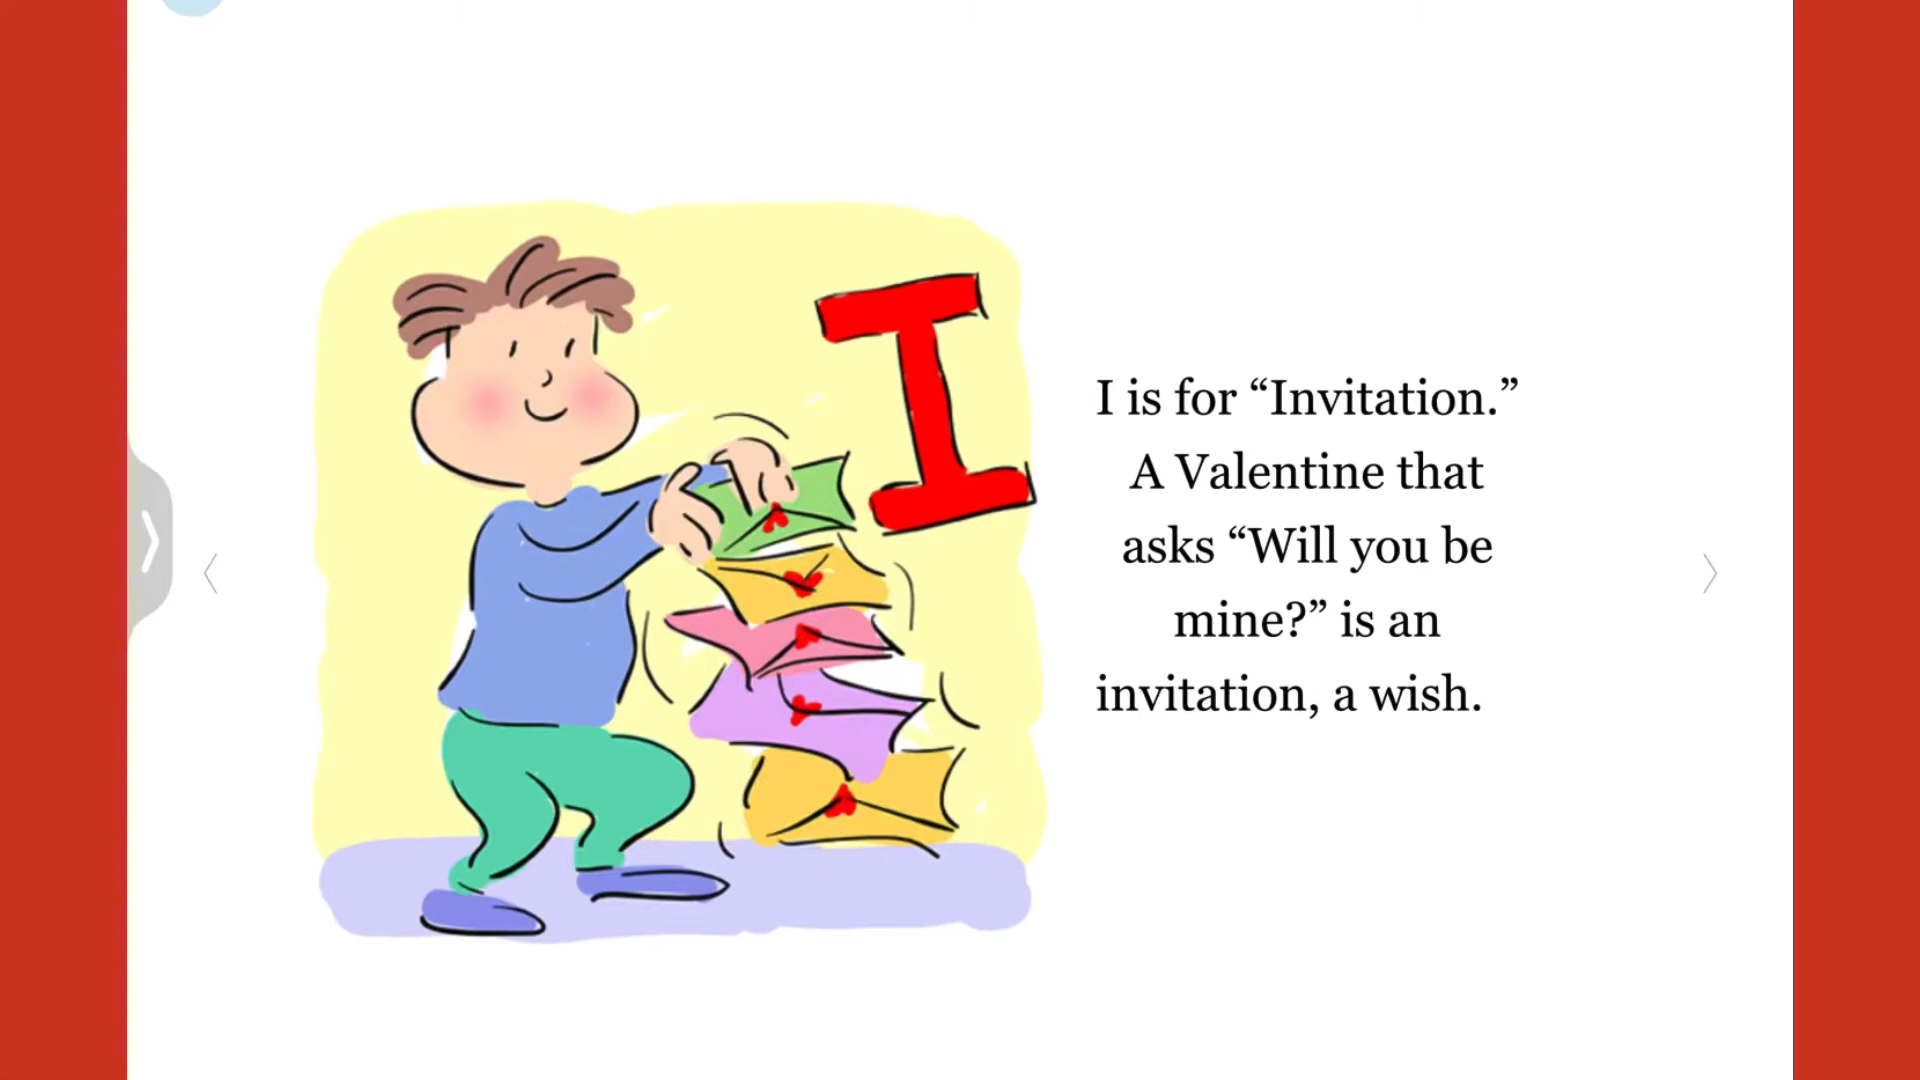 I
I is for “Invitation.”
A Valentine that
asks “Will you be
mine?” is an
invitation, a wish.